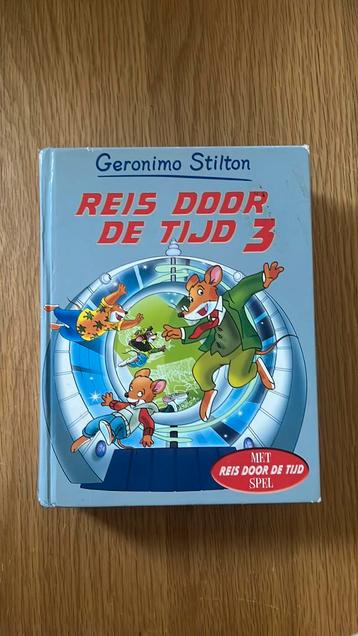 Geronimo Stilton
REIS DOOR
DE TIJD 3
MET
REIS DOOR DE TIJD
SPEL